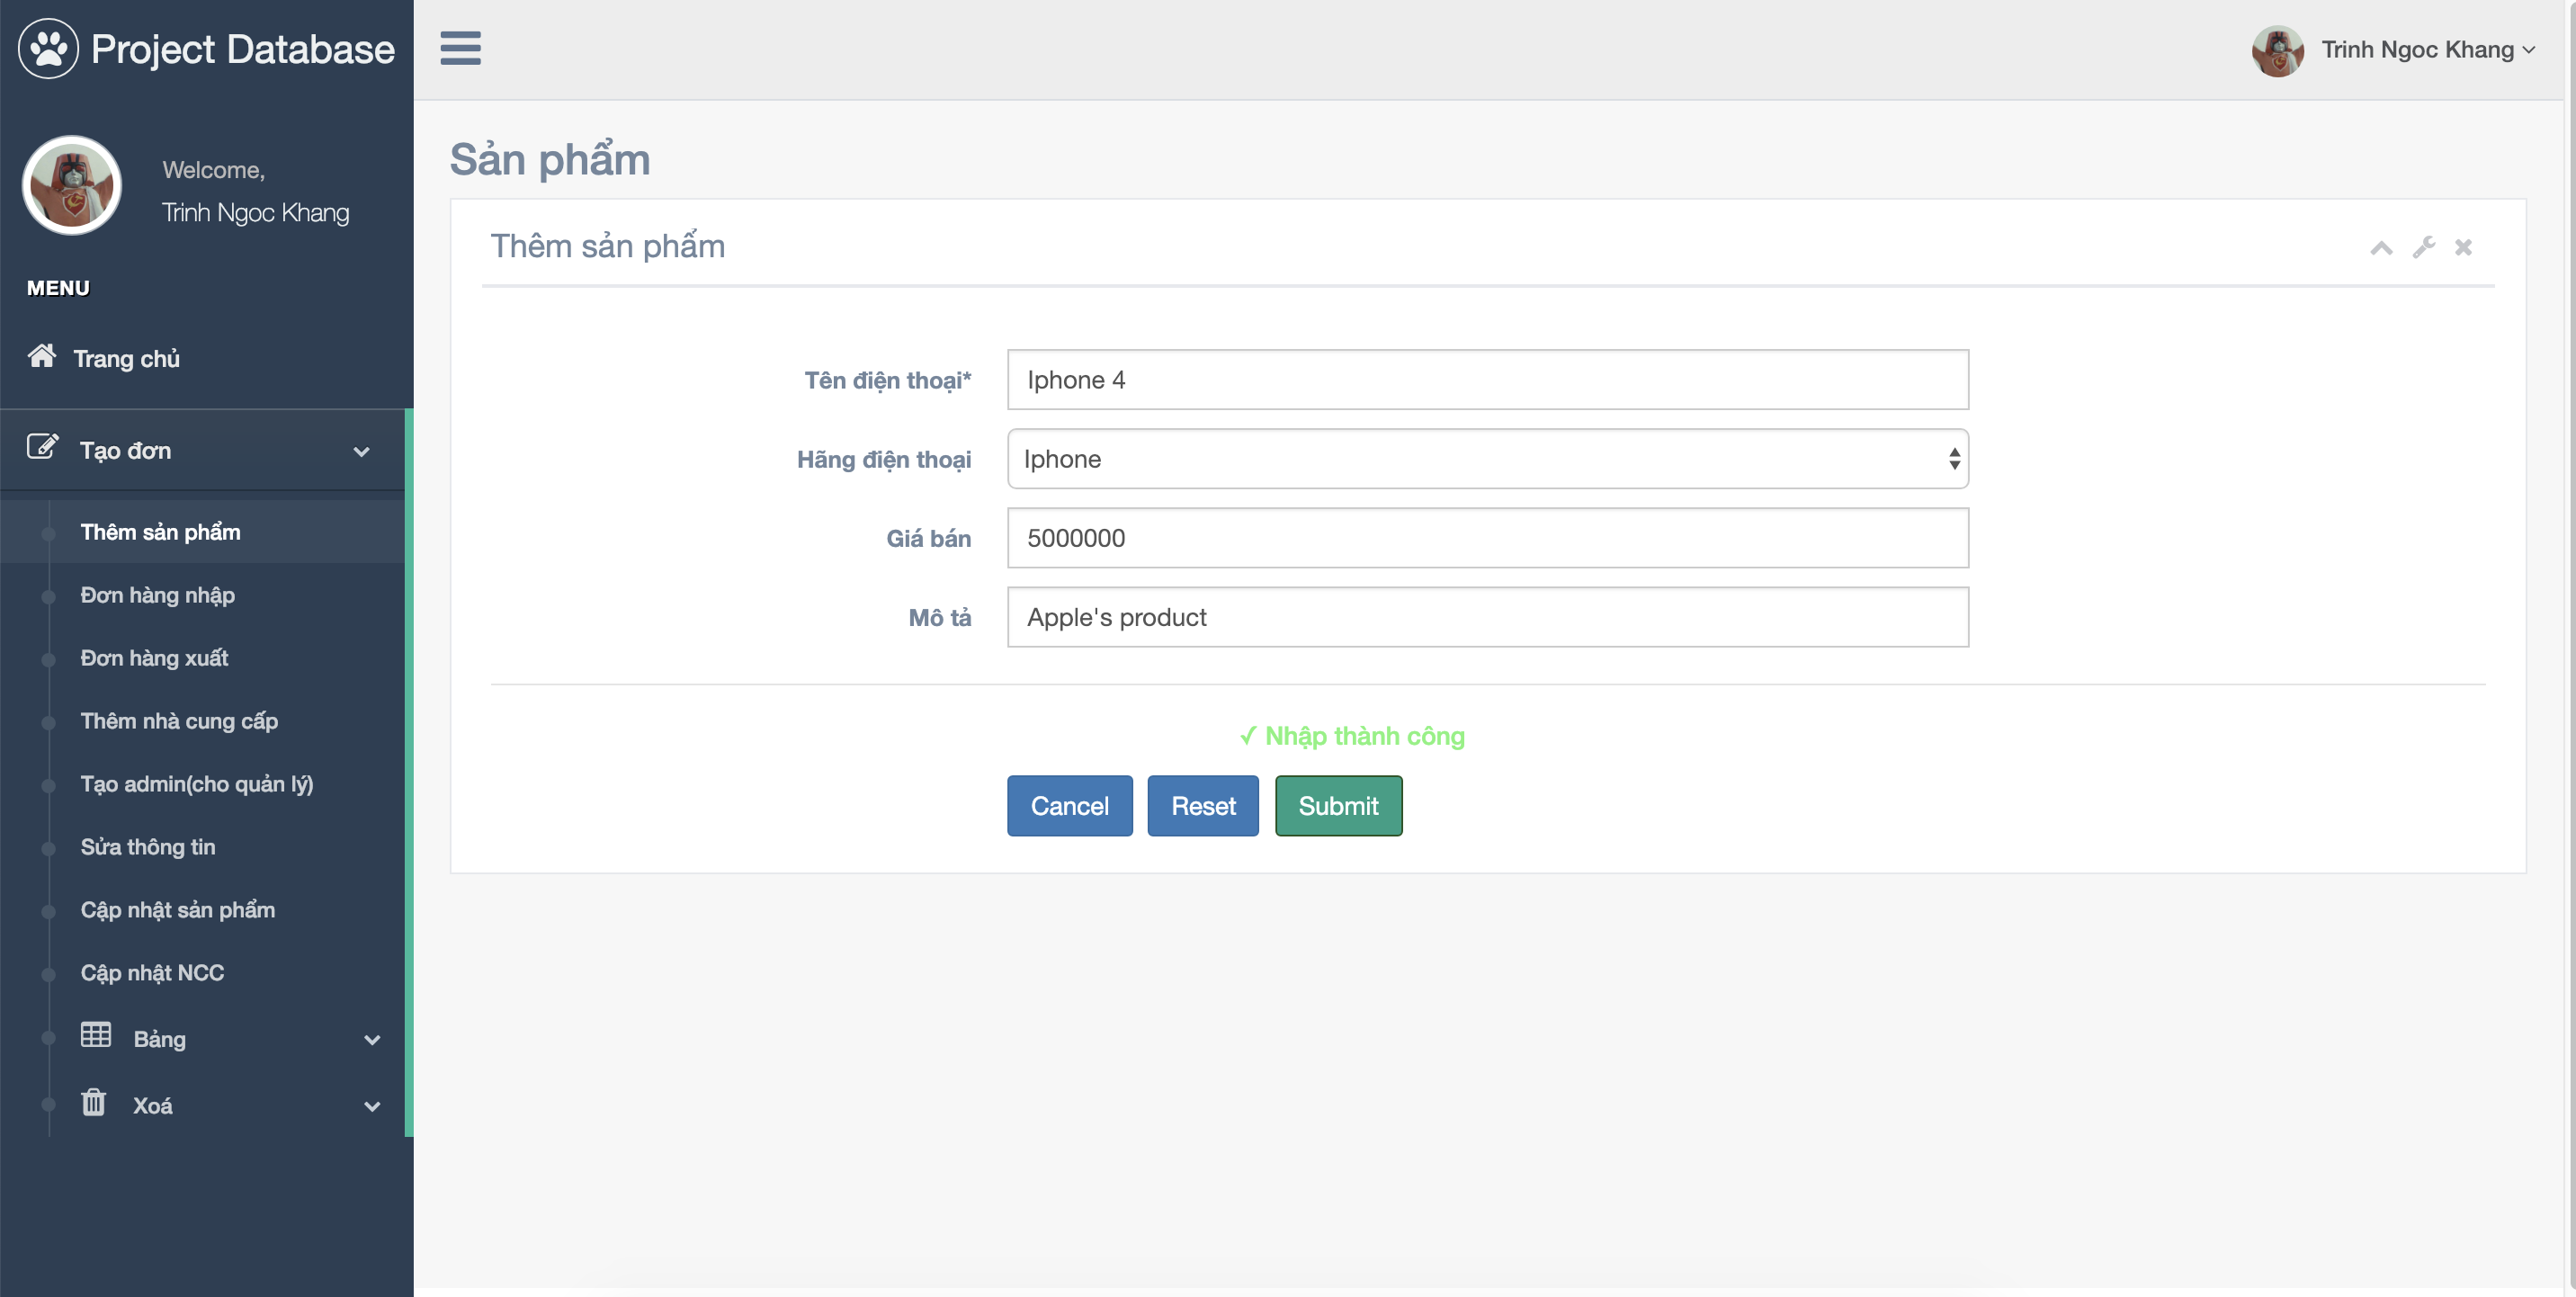 Project Database
Trinh Ngoc Khang
Welcome,
Trinh Ngoc Khang
MENU
Trang chủ
Tạo đơn
Thêm sản phẩm
Đơn hàng nhập
Đơn hàng xuất
Thêm nhà cung cấp
Tạo admin(cho quản lý)
Sửa thông tin
Cập nhật sản phẩm
Cập nhật NCC
Bảng
Xoá
Sản phẩm
Thêm sản phẩm
Tên điện thoại* Iphone 4
Hãng điện thoại Iphone
Giá bán 5000000
Mô tả Apple's product
✓ Nhập thành công
Cancel Reset Submit